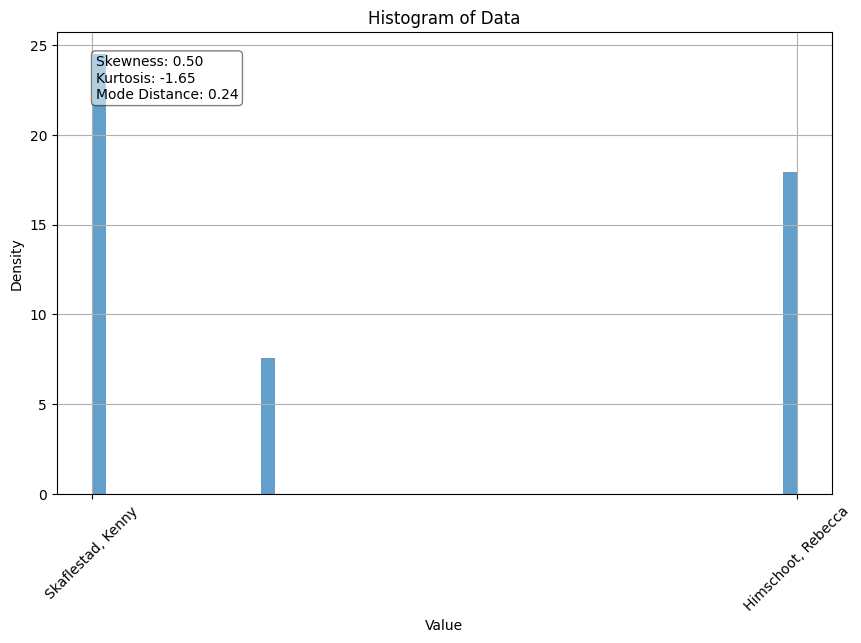 Histogram of Data
25
Skewness: 0.50
Kurtosis: -1.65
Mode Distance: 0.24
20
15
Density
10
5
0
Skaflestad, Kenny
Himschoot, Rebecca
Value